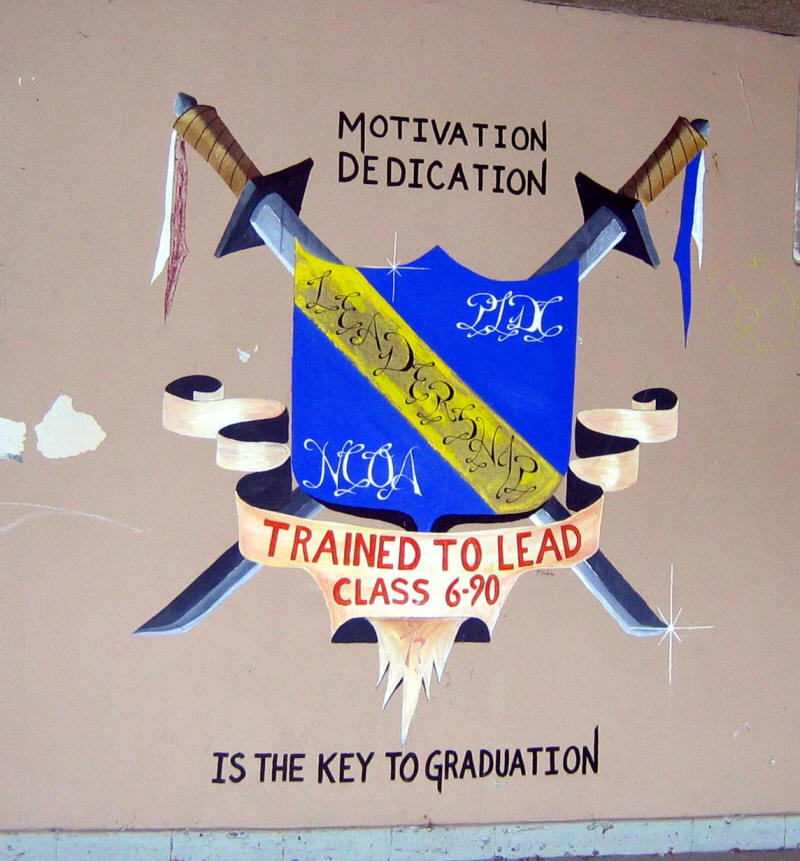 MOTIVATION
DEDICATION
LEADERSHIP
PLDC
NCOA
TRAINED TO LEAD
CLASS 6-90
IS THE KEY TO GRADUATION